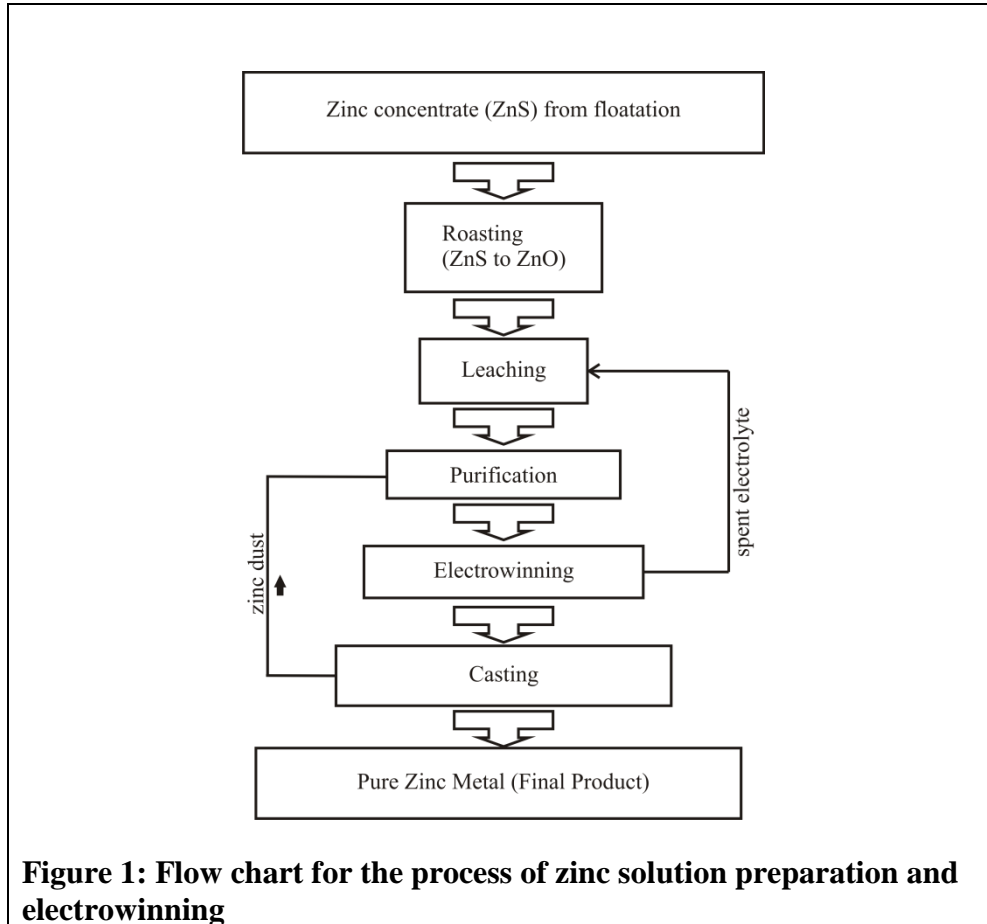 Zinc concentrate (ZnS) from floatation
Roasting
(ZnS to ZnO)
Leaching
Purification
spent electrolyte
Electrowinning
zinc dust
Casting
Pure Zinc Metal (Final Product)
Figure 1: Flow chart for the process of zinc solution preparation and
electrowinning